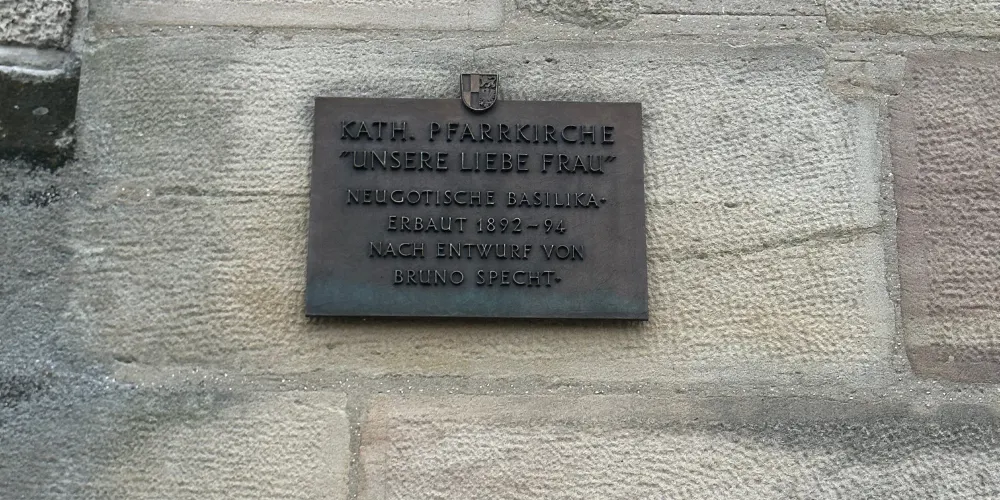 KATH. PFARRKIRCHE
"UNSERE LIEBE FRAU"
NEUGOTISCHE BASILIKA-
ERBAUT 1892-94
NACH ENTWURF VON
BRUNO SPECHT-